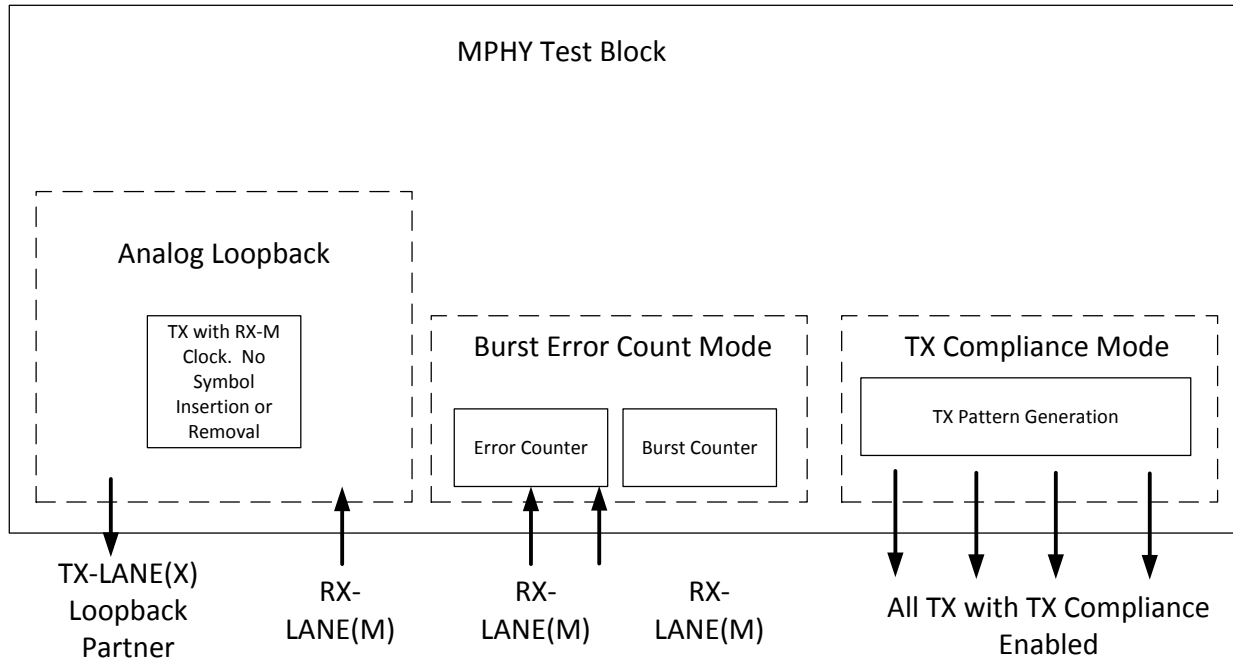 MPHY Test Block
Analog Loopback
TX with RX-M
Clock. No
Symbol
Insertion or
Removal
Burst Error Count Mode
Error Counter
Burst Counter
TX Compliance Mode
TX Pattern Generation
TX-LANE(X)
Loopback
Partner
RX-
LANE(M)
RX-
LANE(M)
RX-
LANE(M)
All TX with TX Compliance
Enabled